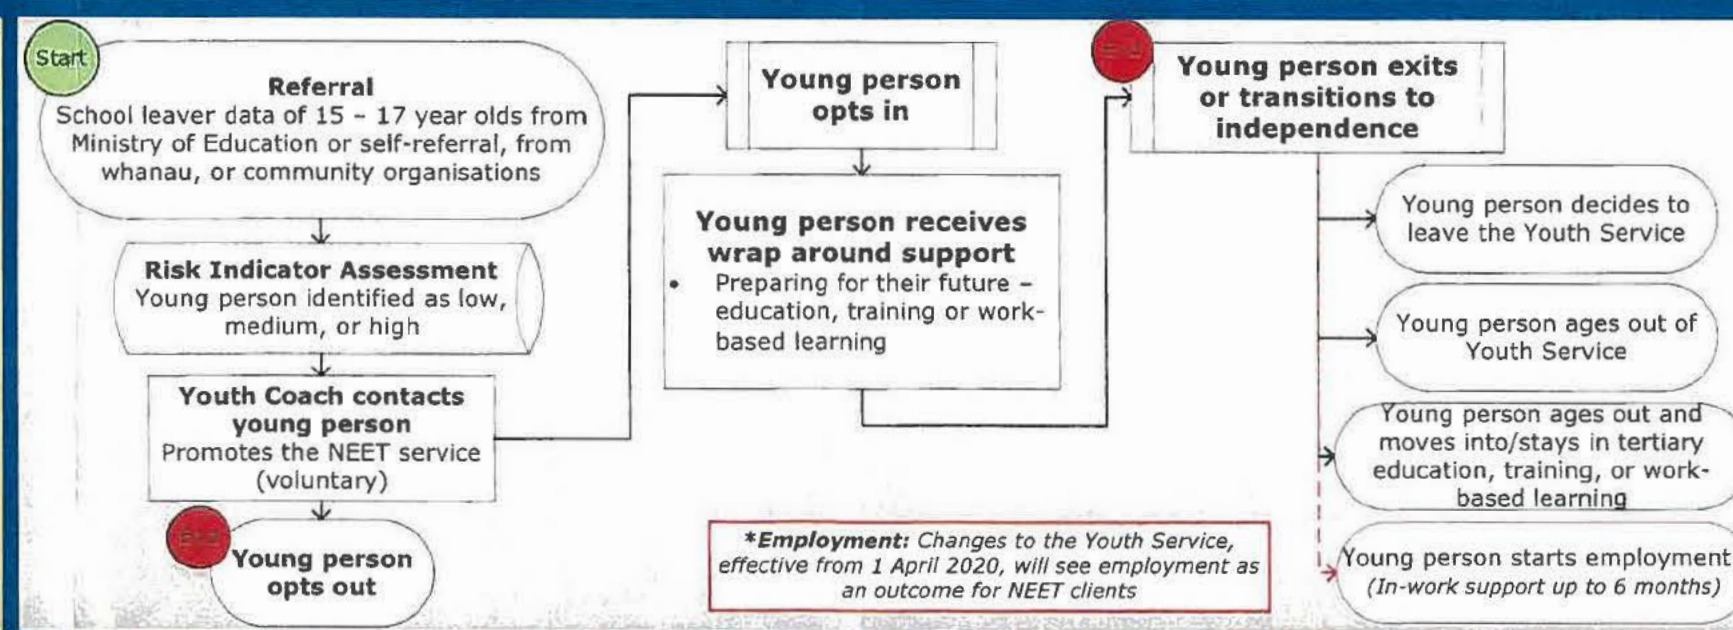 Start
Referral
School leaver data of 15 – 17 year olds from
Ministry of Education or self-referral, from
whanau, or community organisations
Risk Indicator Assessment
Young person identified as low,
medium, or high
Youth Coach contacts
young person
Promotes the NEET service
(voluntary)
End
Young person
opts out
Young person
opts in
Young person receives
wrap around support
• Preparing for their future –
education, training or work-
based learning
*Employment: Changes to the Youth Service,
effective from 1 April 2020, will see employment as
an outcome for NEET clients
End
Young person exits
or transitions to
independence
Young person decides to
leave the Youth Service
Young person ages out of
Youth Service
Young person ages out and
moves into/stays in tertiary
education, training, or work-
based learning
Young person starts employment
(In-work support up to 6 months)